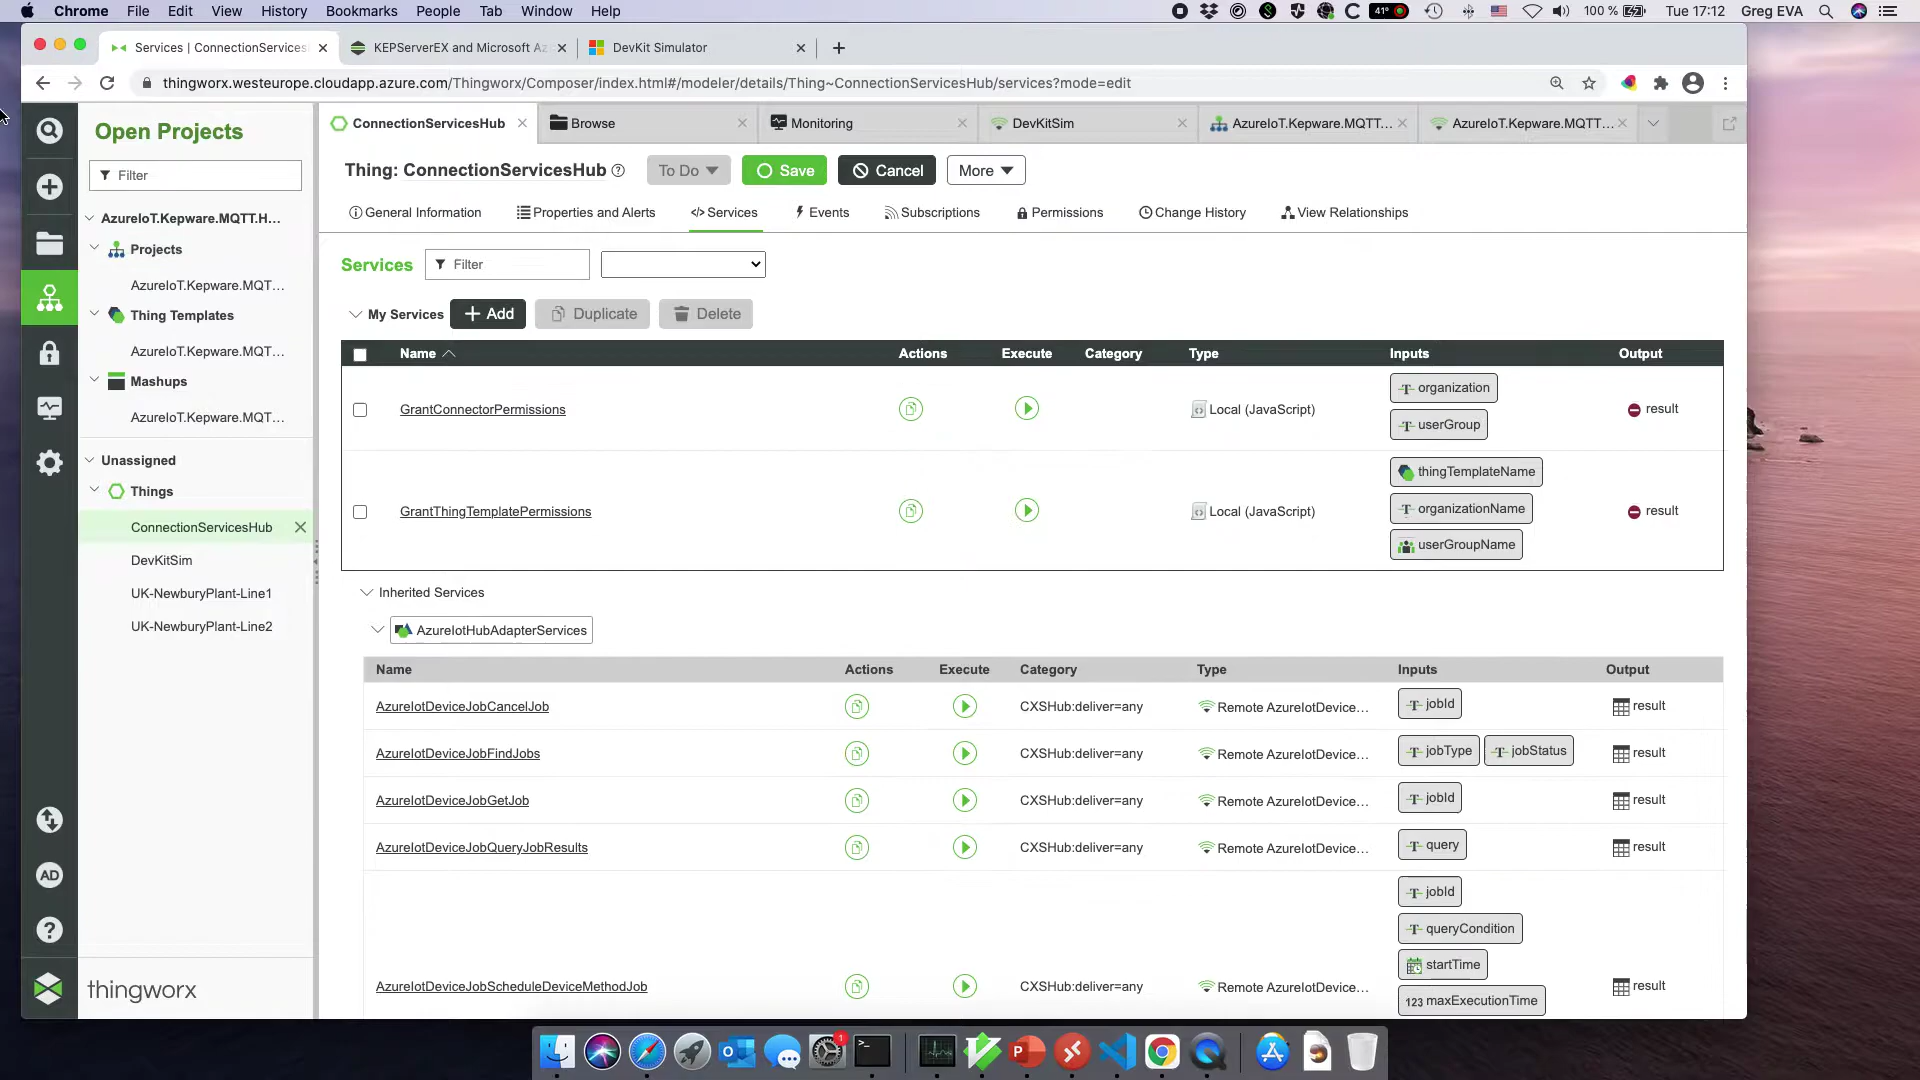 Chrome File Edit View History Bookmarks People Tab Window Help
41° 100 % Tue 17:12 Greg EVA
Services | ConnectionServices
KEPServerEX and Microsoft Az
DevKit Simulator
thingworx.westeurope.cloudapp.azure.com/Thingworx/Composer/index.html#/modeler/details/Thing~ConnectionServicesHub/services?mode=edit
Open Projects
Filter
AzureIoT.Kepware.MQTT.H...
Projects
AzureIoT.Kepware.MQT...
Thing Templates
AzureIoT.Kepware.MQT...
Mashups
AzureIoT.Kepware.MQT...
Unassigned
Things
ConnectionServicesHub
DevKitSim
UK-NewburyPlant-Line1
UK-NewburyPlant-Line2
AD
thingworx
ConnectionServicesHub Browse Monitoring DevKitSim AzureIoT.Kepware.MQTT... AzureIoT.Kepware.MQTT...
Thing: ConnectionServicesHub To Do Save Cancel More
General Information Properties and Alerts Services Events Subscriptions Permissions Change History View Relationships
Services Filter
My Services Add Duplicate Delete
Name Actions Execute Category Type Inputs Output
GrantConnectorPermissions Local (JavaScript) organization result
userGroup
GrantThingTemplatePermissions Local (JavaScript) thingTemplateName result
organizationName
userGroupName
Inherited Services
AzureIotHubAdapterServices
Name Actions Execute Category Type Inputs Output
AzureIotDeviceJobCancelJob CXSHub:deliver=any Remote AzureIotDevice... jobId result
AzureIotDeviceJobFindJobs CXSHub:deliver=any Remote AzureIotDevice... jobType jobStatus result
AzureIotDeviceJobGetJob CXSHub:deliver=any Remote AzureIotDevice... jobId result
AzureIotDeviceJobQueryJobResults CXSHub:deliver=any Remote AzureIotDevice... query result
jobId
queryCondition
startTime
AzureIotDeviceJobScheduleDeviceMethodJob CXSHub:deliver=any Remote AzureIotDevice... result
123 maxExecutionTime
1